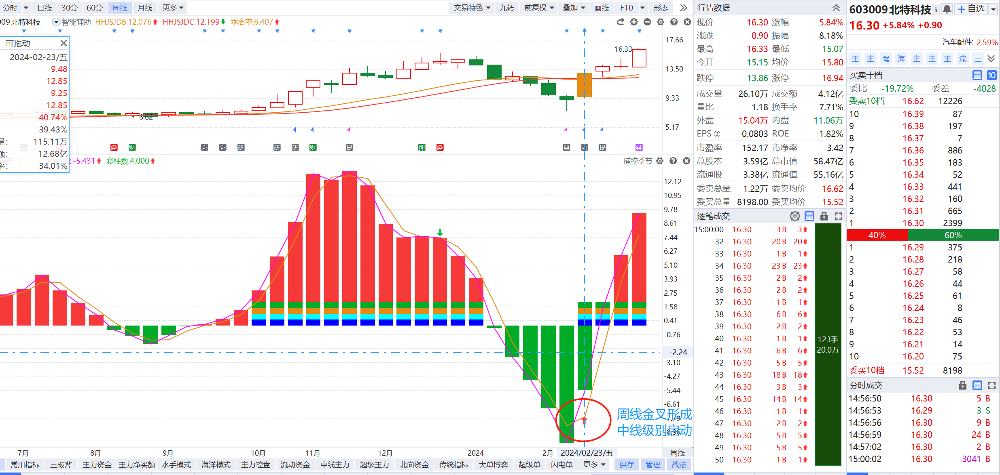 分时 日线 30分 60分 周线 月线 更多 交易特色 九转 前复权 叠加 画线 F10 形态
009 北特科技 智能辅助 HHJSJDB:12.076 HHJSJDC:12.199 乖离率:6.407
可拖动
2024-02-23/五
9.48
12.85
9.25
12.85
40.74%
39.43%
量: 115.11万
额: 12.68亿
率: 34.01%
17.66
13.50
9.33
5.17
16.33→
←6.62
经 财 它 它 研 研 研 财 提 押 经 叠 它 提 叠
季节 X1:-7.643 X2:-5.431 彩柱数:4.000 捕捞季节
12.12
10.95
9.78
8.61
7.44
6.27
5.10
3.93
2.75
1.58
0.41
-0.76
-2.24
-3.10
-4.27
-5.44
-6.61
-7.79
-8.96
周线金叉形成
中线级别启动
7月 8月 9月 10月 11月 12月 2024 2月 2024/02/23/五 周线
常用指标 三板斧 主力资金 主力净买额 水手模式 海洋模式 主力控盘 流动资金 中线主力 超级主力 北向资金 传统指标 大单博弈 超级单 闪电单 更多 保存 管理 战法
行情数据
现价 16.30 涨幅 5.84%
涨跌 0.90 振幅 8.18%
最高 16.33 最低 15.07
今开 15.15 均价 15.80
跌停 13.86 涨停 16.94
成交量 26.10万 成交额 4.12亿
量比 1.18 换手率 7.71%
外盘 15.04万 内盘 11.06万
EPS ③ 0.0803 ROE 1.82%
市盈率 152.17 市净率 3.42
总股本 3.59亿 总市值 58.47亿
流通股 3.38亿 流通值 55.16亿
委卖总量 1.22万 委卖均价 16.62
委买总量 8198.00 委买均价 15.52
逐笔成交 单 量
15:00:00 16.30 3 B 3
32 16.30 20 B 20
33 16.30 1 B 1
34 16.30 23 B 23
35 16.30 2 B 2
36 16.30 2 B 2
37 16.30 1 B 1
38 16.30 6 B 6
39 16.30 2 B 2
40 16.30 1 B 1
41 16.30 6 B 6
42 16.30 5 B 5
43 16.30 18 B 18
44 16.30 3 B 3
45 16.30 14 B 14
46 16.30 1 B 1
47 16.30 2 B 2
48 16.30 5 B 5
49 16.30 5 B 5
50 16.30 1 B 1
123手
20.0万
603009 北特科技 i + 自选
16.30 +5.84% +0.90
汽车配件: 2.59%
主 主 强 海 主 主 主 流 三
买卖十档 量 10
委比 -19.72% 委差 -4028
委卖10档 16.62 12226
10 16.39 87
9 16.38 197
8 16.37 7
7 16.36 886
6 16.35 183
5 16.34 52
4 16.33 441
3 16.32 160
2 16.31 665
1 16.30 2399
40% 60%
1 16.29 375
2 16.28 218
3 16.27 58
4 16.26 44
5 16.25 61
6 16.24 8
7 16.23 46
8 16.22 53
9 16.21 14
10 16.20 75
委买10档 15.52 8198
分时成交 量
14:56:50 16.30 5 B
14:56:53 16.29 3 S
14:56:56 16.30 9 B
14:56:59 16.30 24 B
14:57:02 16.30 2 B
15:00:02 16.30 3041 B